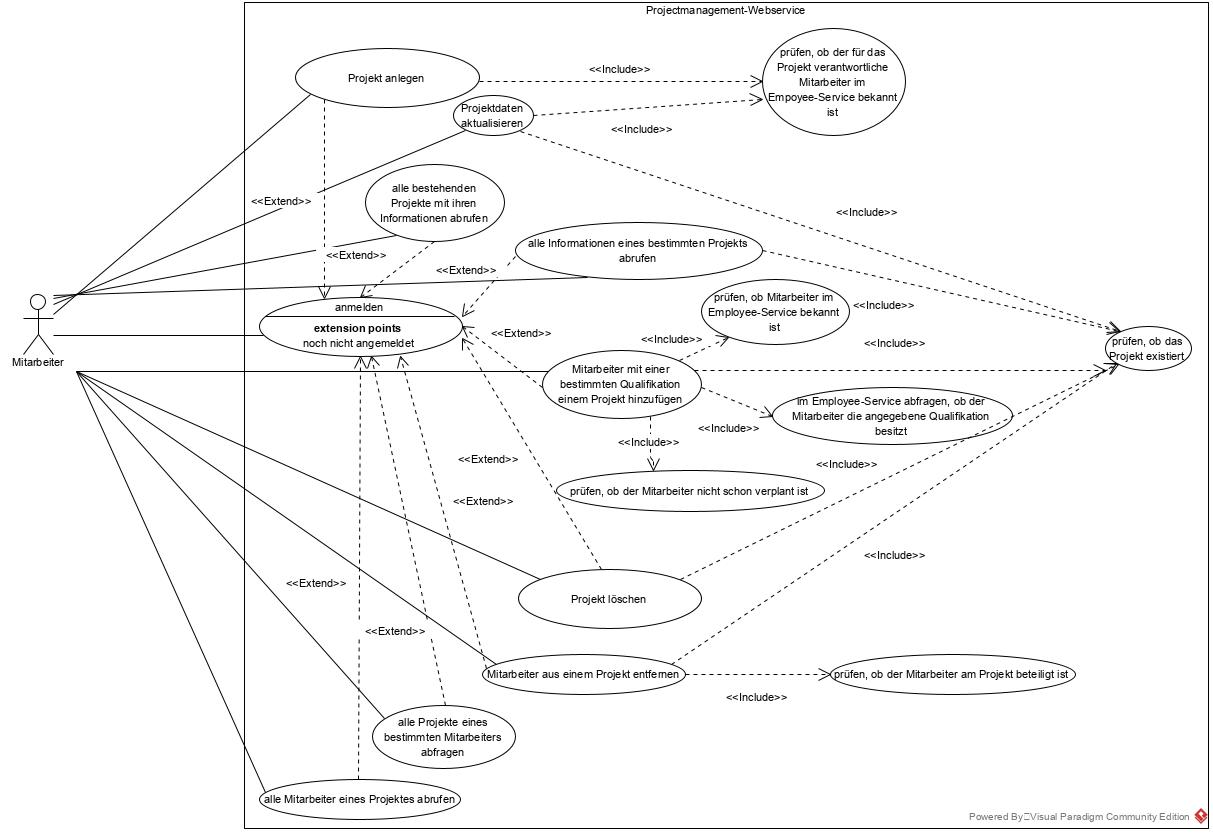 Projectmanagement-Webservice
Projekt anlegen
<<Include>>
prüfen, ob der für das
Projekt verantwortliche
Mitarbeiter im
Empoyee-Service bekannt
ist
Projektdaten
aktualisieren
<<Include>>
<<Extend>>
alle bestehenden
Projekte mit ihren
Informationen abrufen
<<Include>>
<<Extend>>
alle Informationen eines bestimmten Projekts
abrufen
<<Extend>>
anmelden
extension points
noch nicht angemeldet
prüfen, ob Mitarbeiter im
Employee-Service bekannt
ist
<<Include>>
<<Extend>>
<<Include>>
<<Include>>
prüfen, ob das
Projekt existiert
Mitarbeiter
Mitarbeiter mit einer
bestimmten Qualifikation
einem Projekt hinzufügen
im Employee-Service abfragen, ob der
Mitarbeiter die angegebene Qualifikation
besitzt
<<Include>>
<<Include>>
<<Extend>>
<<Include>>
prüfen, ob der Mitarbeiter nicht schon verplant ist
<<Extend>>
<<Include>>
<<Extend>>
Projekt löschen
<<Extend>>
Mitarbeiter aus einem Projekt entfernen
prüfen, ob der Mitarbeiter am Projekt beteiligt ist
<<Include>>
alle Projekte eines
bestimmten Mitarbeiters
abfragen
alle Mitarbeiter eines Projektes abrufen
Powered By Visual Paradigm Community Edition